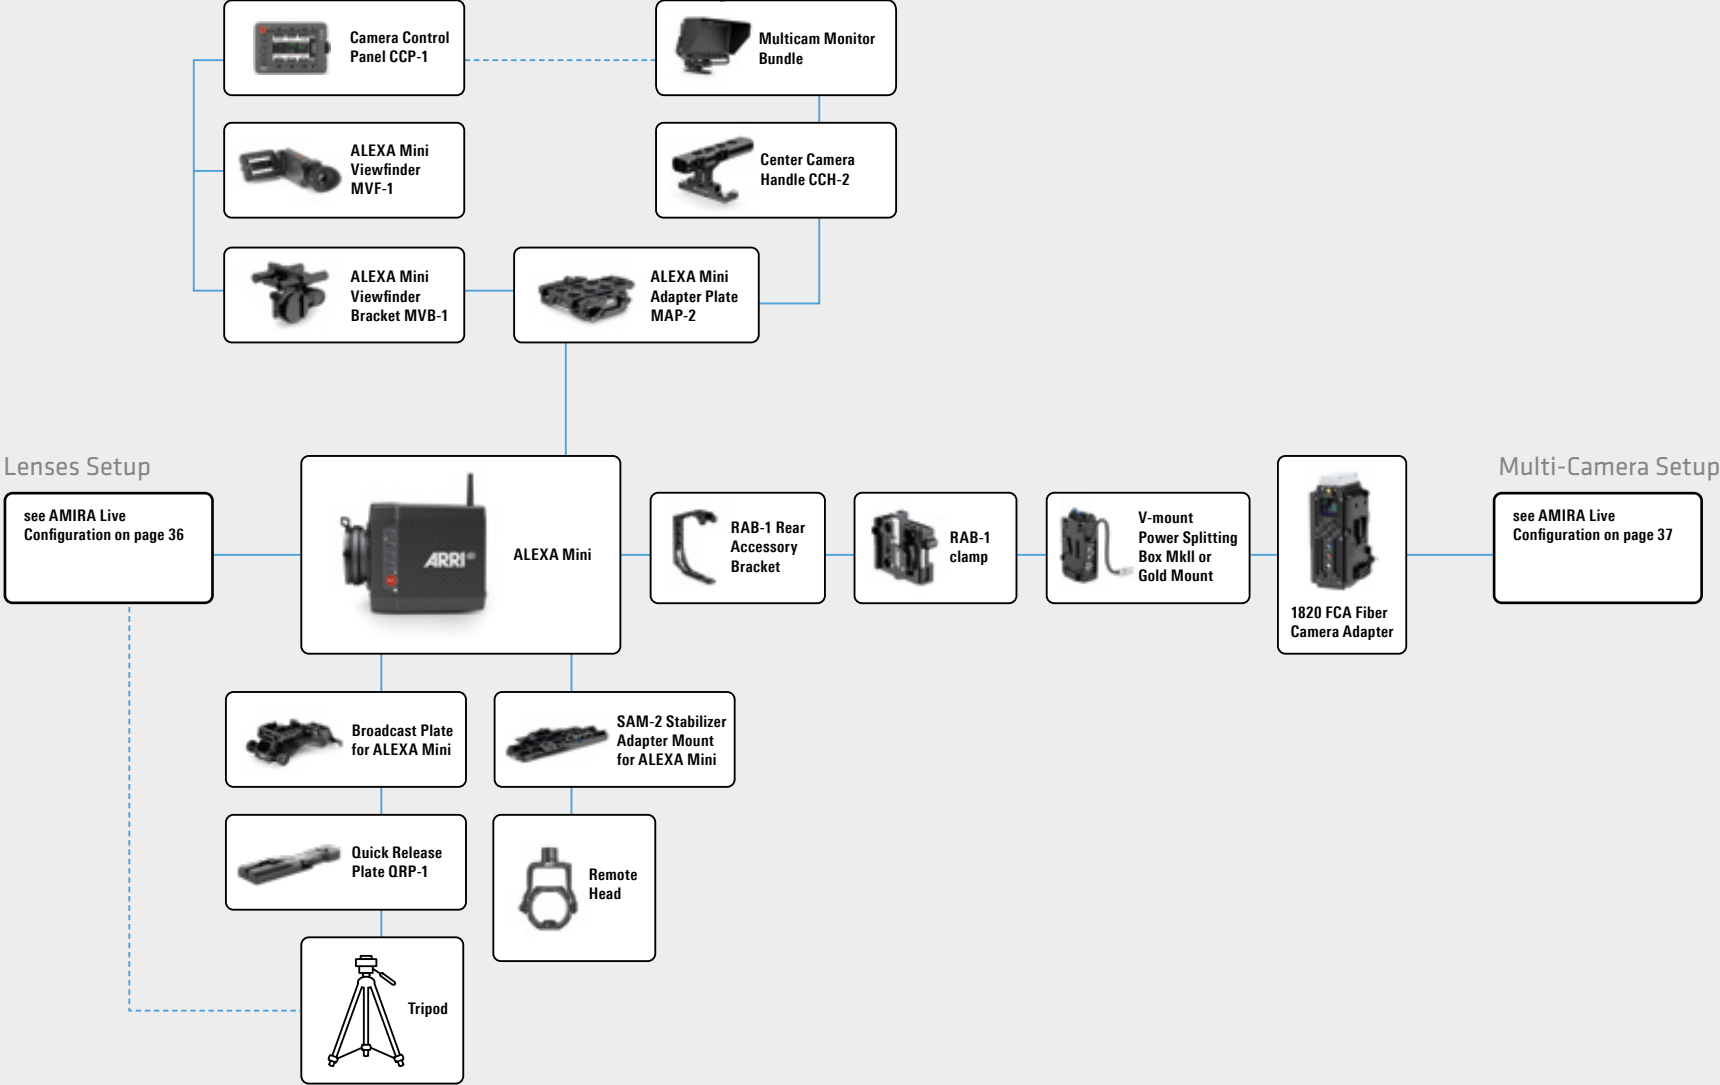 Camera Control
Panel CCP-1
Multicam Monitor
Bundle
ALEXA Mini
Viewfinder
MVF-1
Center Camera
Handle CCH-2
ALEXA Mini
Viewfinder
Bracket MVB-1
ALEXA Mini
Adapter Plate
MAP-2
Lenses Setup
see AMIRA Live
Configuration on page 36
ARRI
ALEXA Mini
RAB-1 Rear
Accessory
Bracket
RAB-1
clamp
V-mount
Power Splitting
Box MkII or
Gold Mount
1820 FCA Fiber
Camera Adapter
Multi-Camera Setup
see AMIRA Live
Configuration on page 37
Broadcast Plate
for ALEXA Mini
SAM-2 Stabilizer
Adapter Mount
for ALEXA Mini
Quick Release
Plate QRP-1
Remote
Head
Tripod